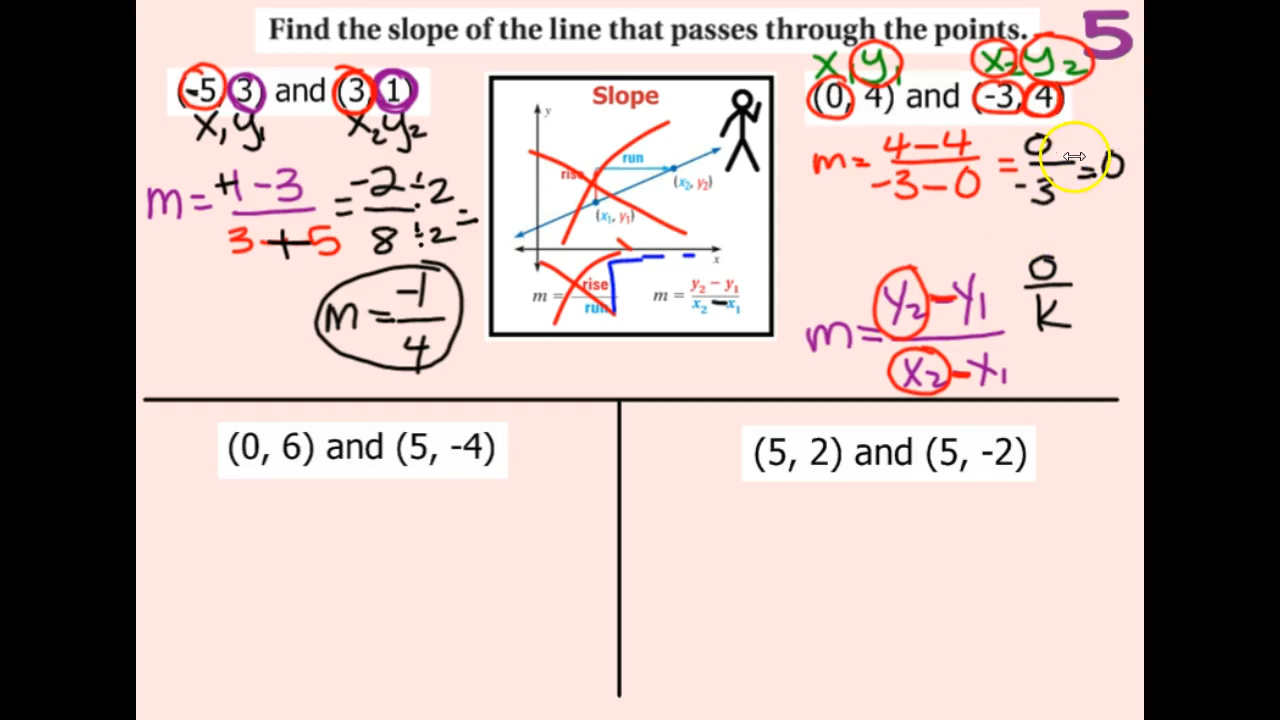 Find the slope of the line that passes through the points.
5
(-5, 3) and (3, 1)
x₁ y₁ x₂ y₂
m = +1 - 3 / 3 + 5 = -2 ÷ 2 / 8 ÷ 2 =
m = -1 / 4
Slope
y
run
rise
(x₂, y₂)
(x₁, y₁)
x
m = rise / run
m = y₂ - y₁ / x₂ - x₁
x₁ y₁ x₂ y₂
(0, 4) and (-3, 4)
m = 4 - 4 / -3 - 0 = 0 / -3 = 0
m = y₂ - y₁ / x₂ - x₁
0 / K
(0, 6) and (5, -4)
(5, 2) and (5, -2)